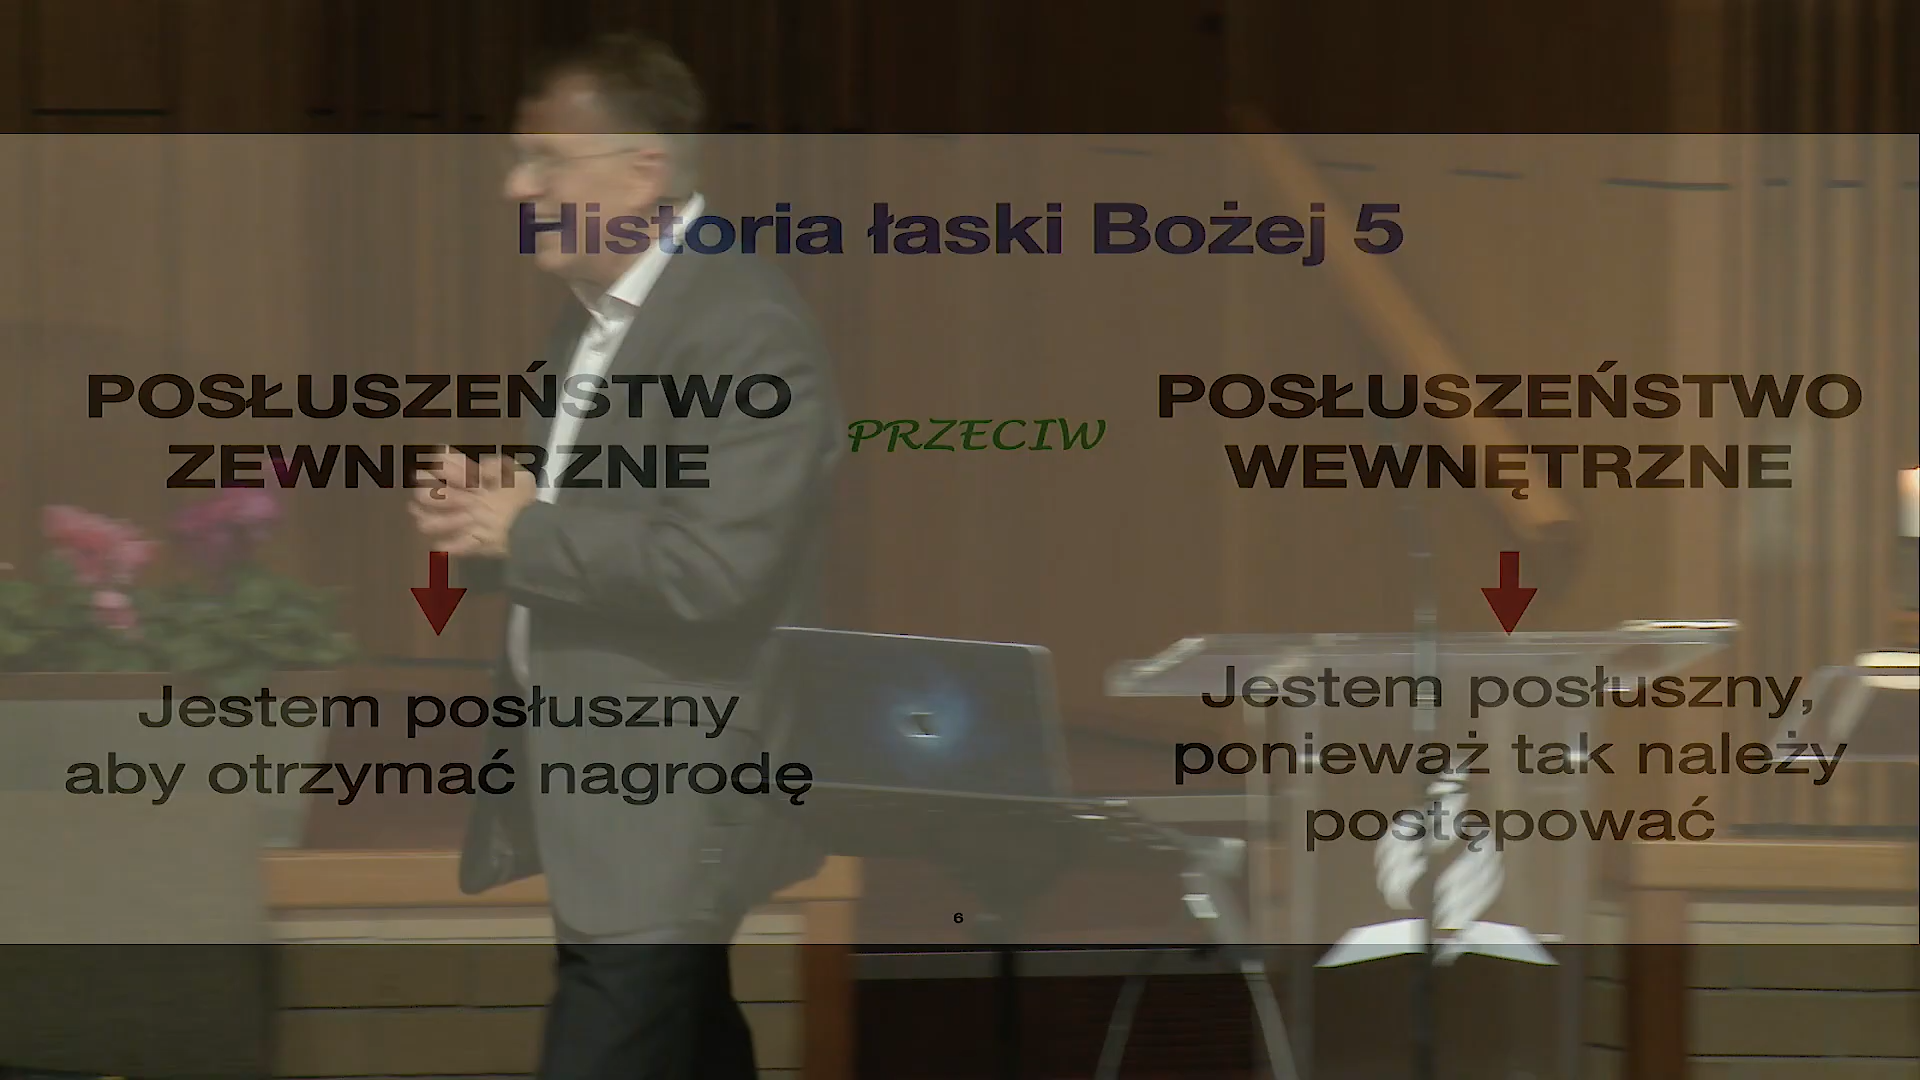 Historia łaski Bożej 5
POSŁUSZEŃSTWO
ZEWNĘTRZNE
PRZECIW
POSŁUSZEŃSTWO
WEWNĘTRZNE
Jestem posłuszny
aby otrzymać nagrodę
Jestem posłuszny,
ponieważ tak należy
postępować
6